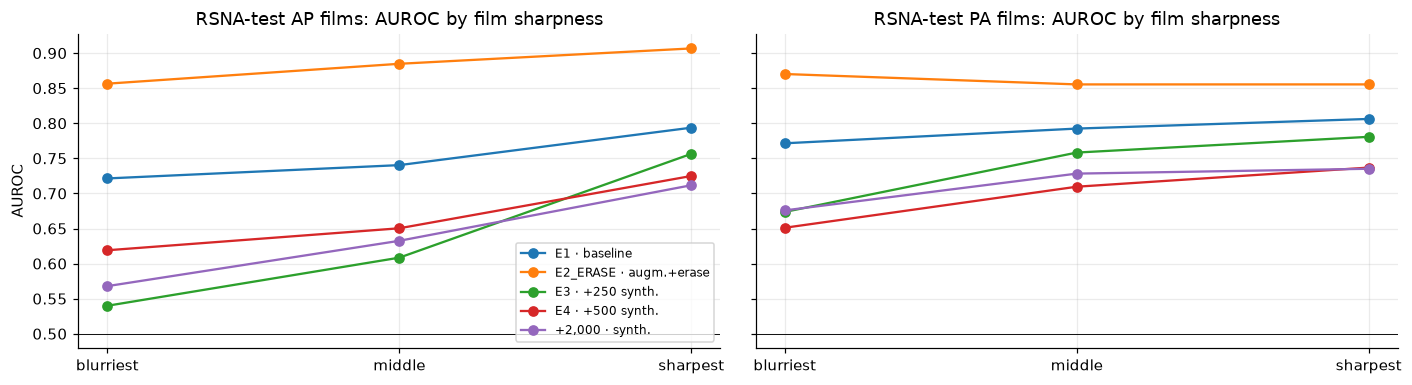 RSNA-test AP films: AUROC by film sharpness
RSNA-test PA films: AUROC by film sharpness
AUROC
0.90
0.85
0.80
0.75
0.70
0.65
0.60
0.55
0.50
E1 · baseline
E2_ERASE · augm.+erase
E3 · +250 synth.
E4 · +500 synth.
+2,000 · synth.
blurriest
middle
sharpest
blurriest
middle
sharpest